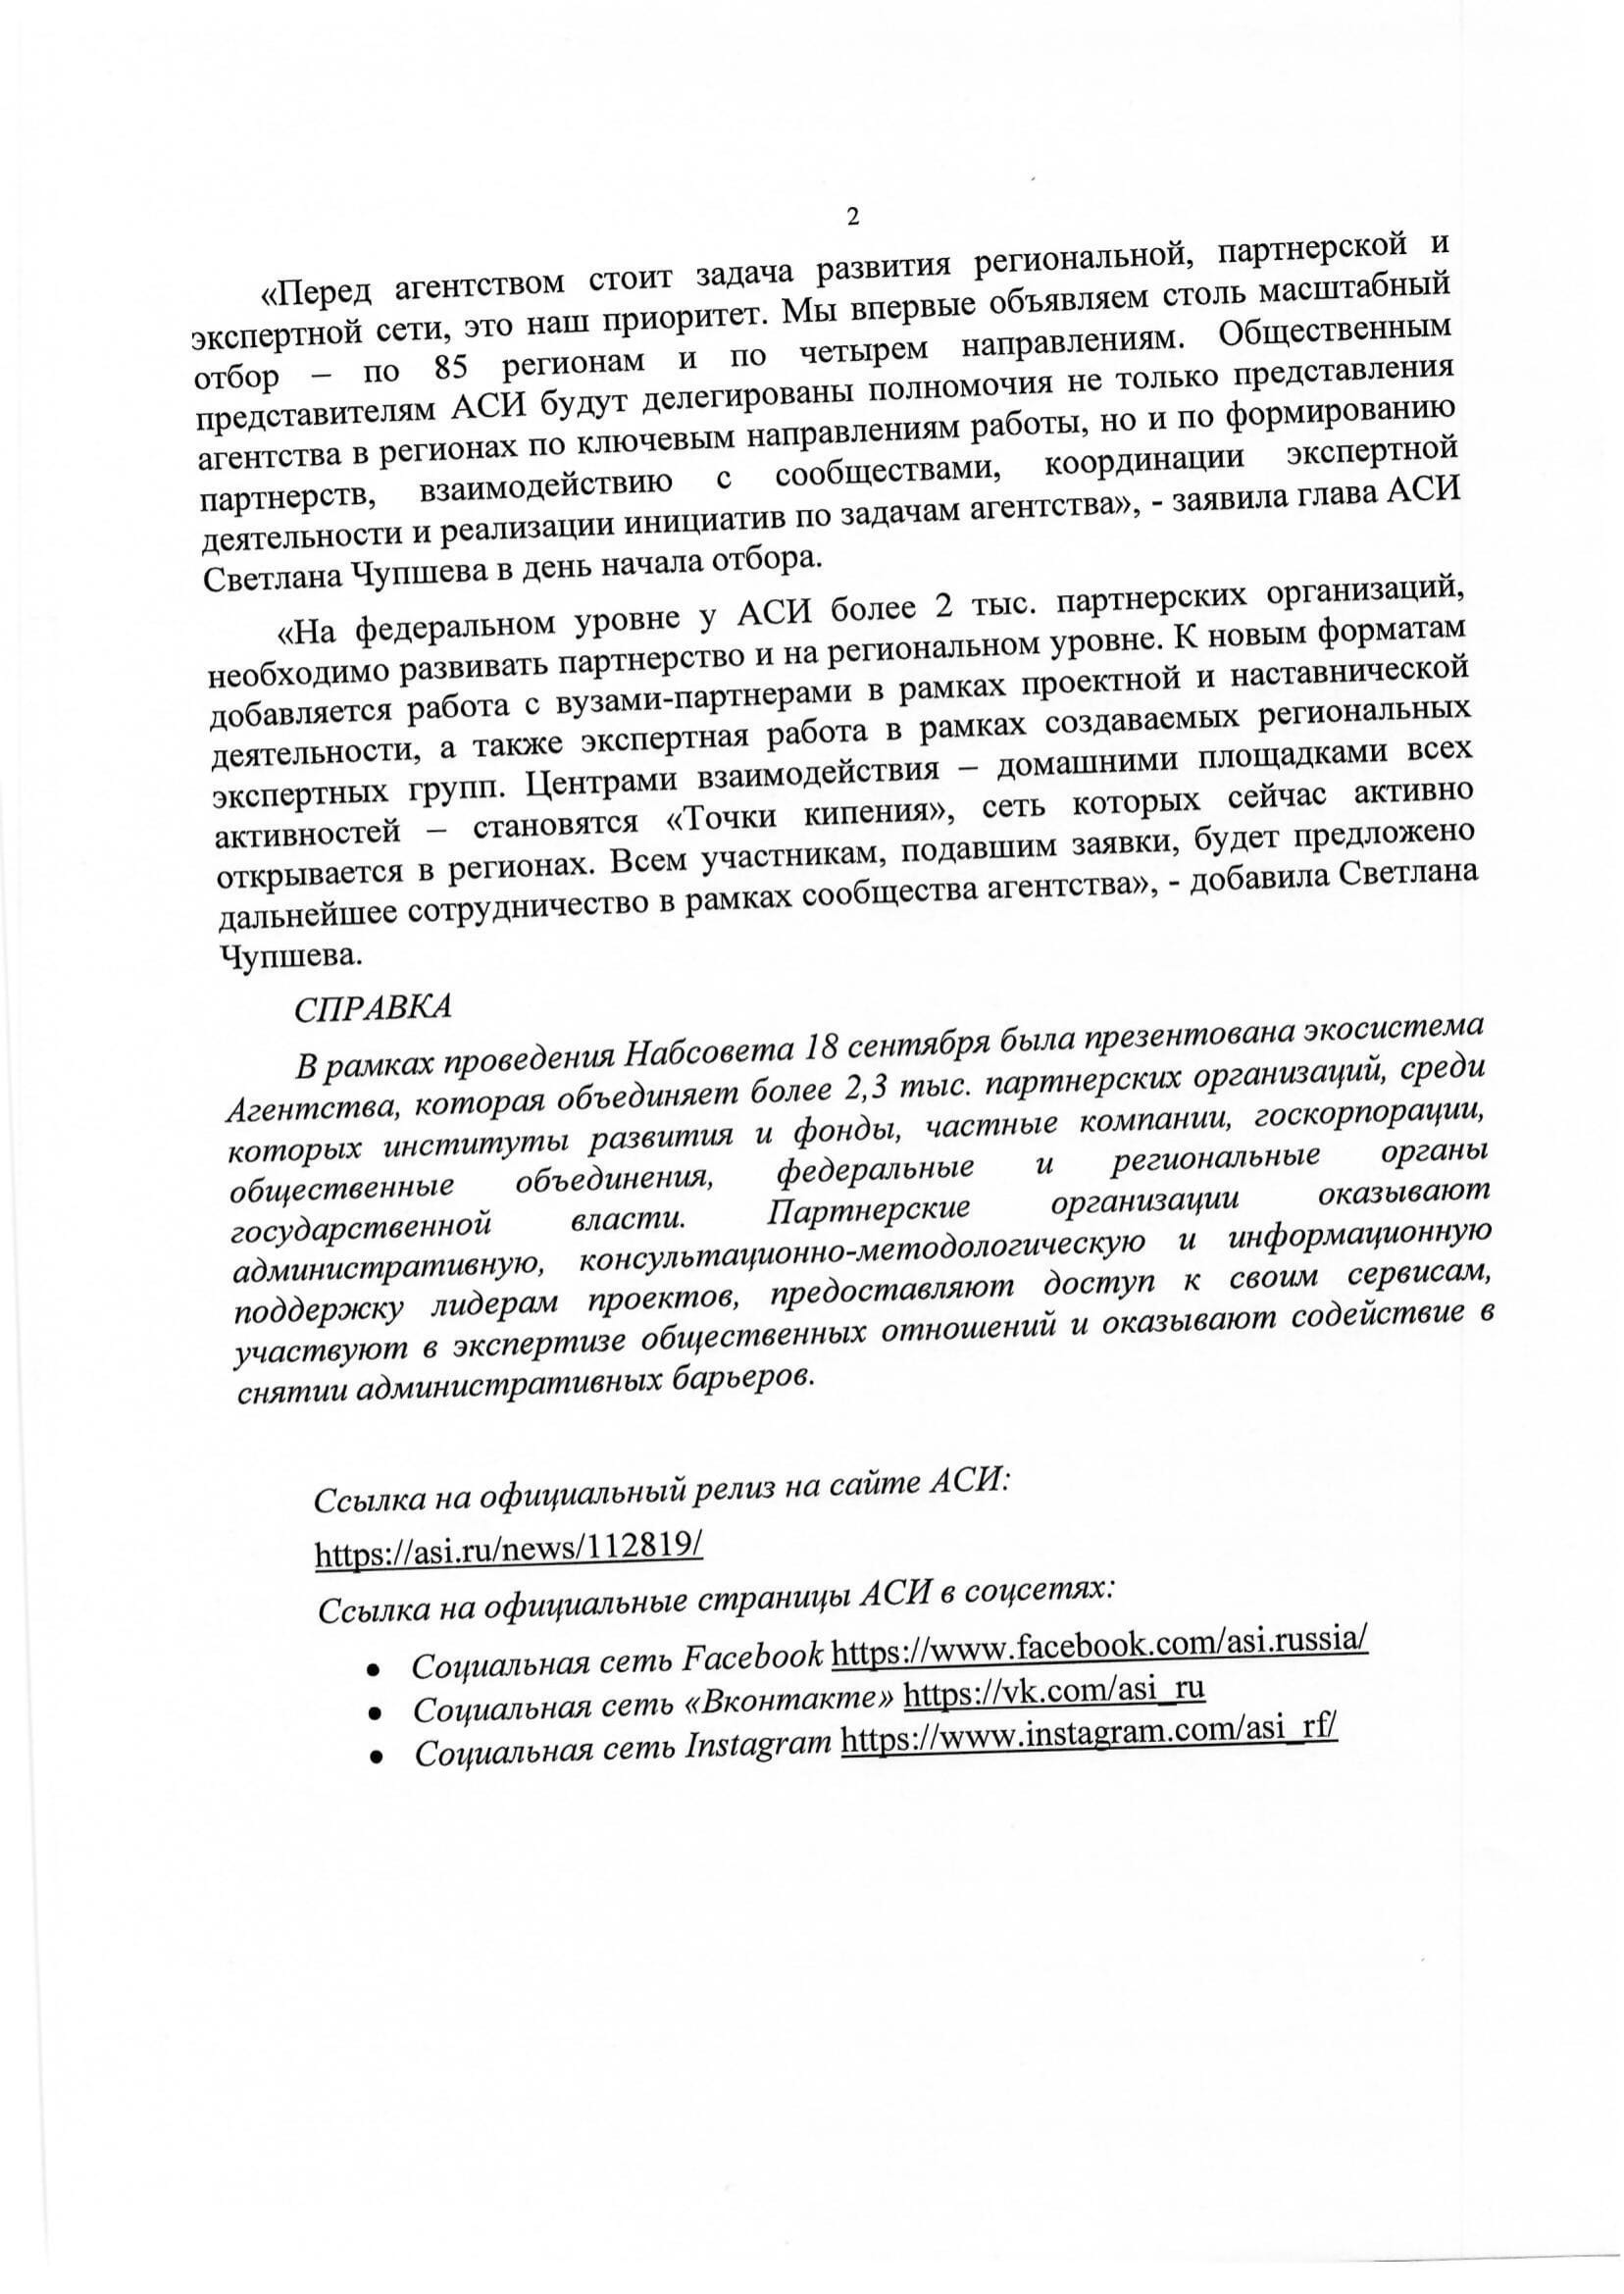 2
«Перед агентством стоит задача развития региональной, партнерской и
экспертной сети, это наш приоритет. Мы впервые объявляем столь масштабный
отбор – по 85 регионам и по четырем направлениям. Общественным
представителям АСИ будут делегированы полномочия не только представления
агентства в регионах по ключевым направлениям работы, но и по формированию
партнерств, взаимодействию с сообществами, координации экспертной
деятельности и реализации инициатив по задачам агентства», - заявила глава АСИ
Светлана Чупшева в день начала отбора.
«На федеральном уровне у АСИ более 2 тыс. партнерских организаций,
необходимо развивать партнерство и на региональном уровне. К новым форматам
добавляется работа с вузами-партнерами в рамках проектной и наставнической
деятельности, а также экспертная работа в рамках создаваемых региональных
экспертных групп. Центрами взаимодействия – домашними площадками всех
активностей – становятся «Точки кипения», сеть которых сейчас активно
открывается в регионах. Всем участникам, подавшим заявки, будет предложено
дальнейшее сотрудничество в рамках сообщества агентства», - добавила Светлана
Чупшева.
СПРАВКА
В рамках проведения Набсовета 18 сентября была презентована экосистема
Агентства, которая объединяет более 2,3 тыс. партнерских организаций, среди
которых институты развития и фонды, частные компании, госкорпорации,
общественные объединения, федеральные и региональные органы
государственной власти. Партнерские организации оказывают
административную, консультационно-методологическую и информационную
поддержку лидерам проектов, предоставляют доступ к своим сервисам,
участвуют в экспертизе общественных отношений и оказывают содействие в
снятии административных барьеров.
Ссылка на официальный релиз на сайте АСИ:
https://asi.ru/news/112819/
Ссылка на официальные страницы АСИ в соцсетях:
• Социальная сеть Facebook https://www.facebook.com/asi.russia/
• Социальная сеть «Вконтакте» https://vk.com/asi_ru
• Социальная сеть Instagram https://www.instagram.com/asi_rf/